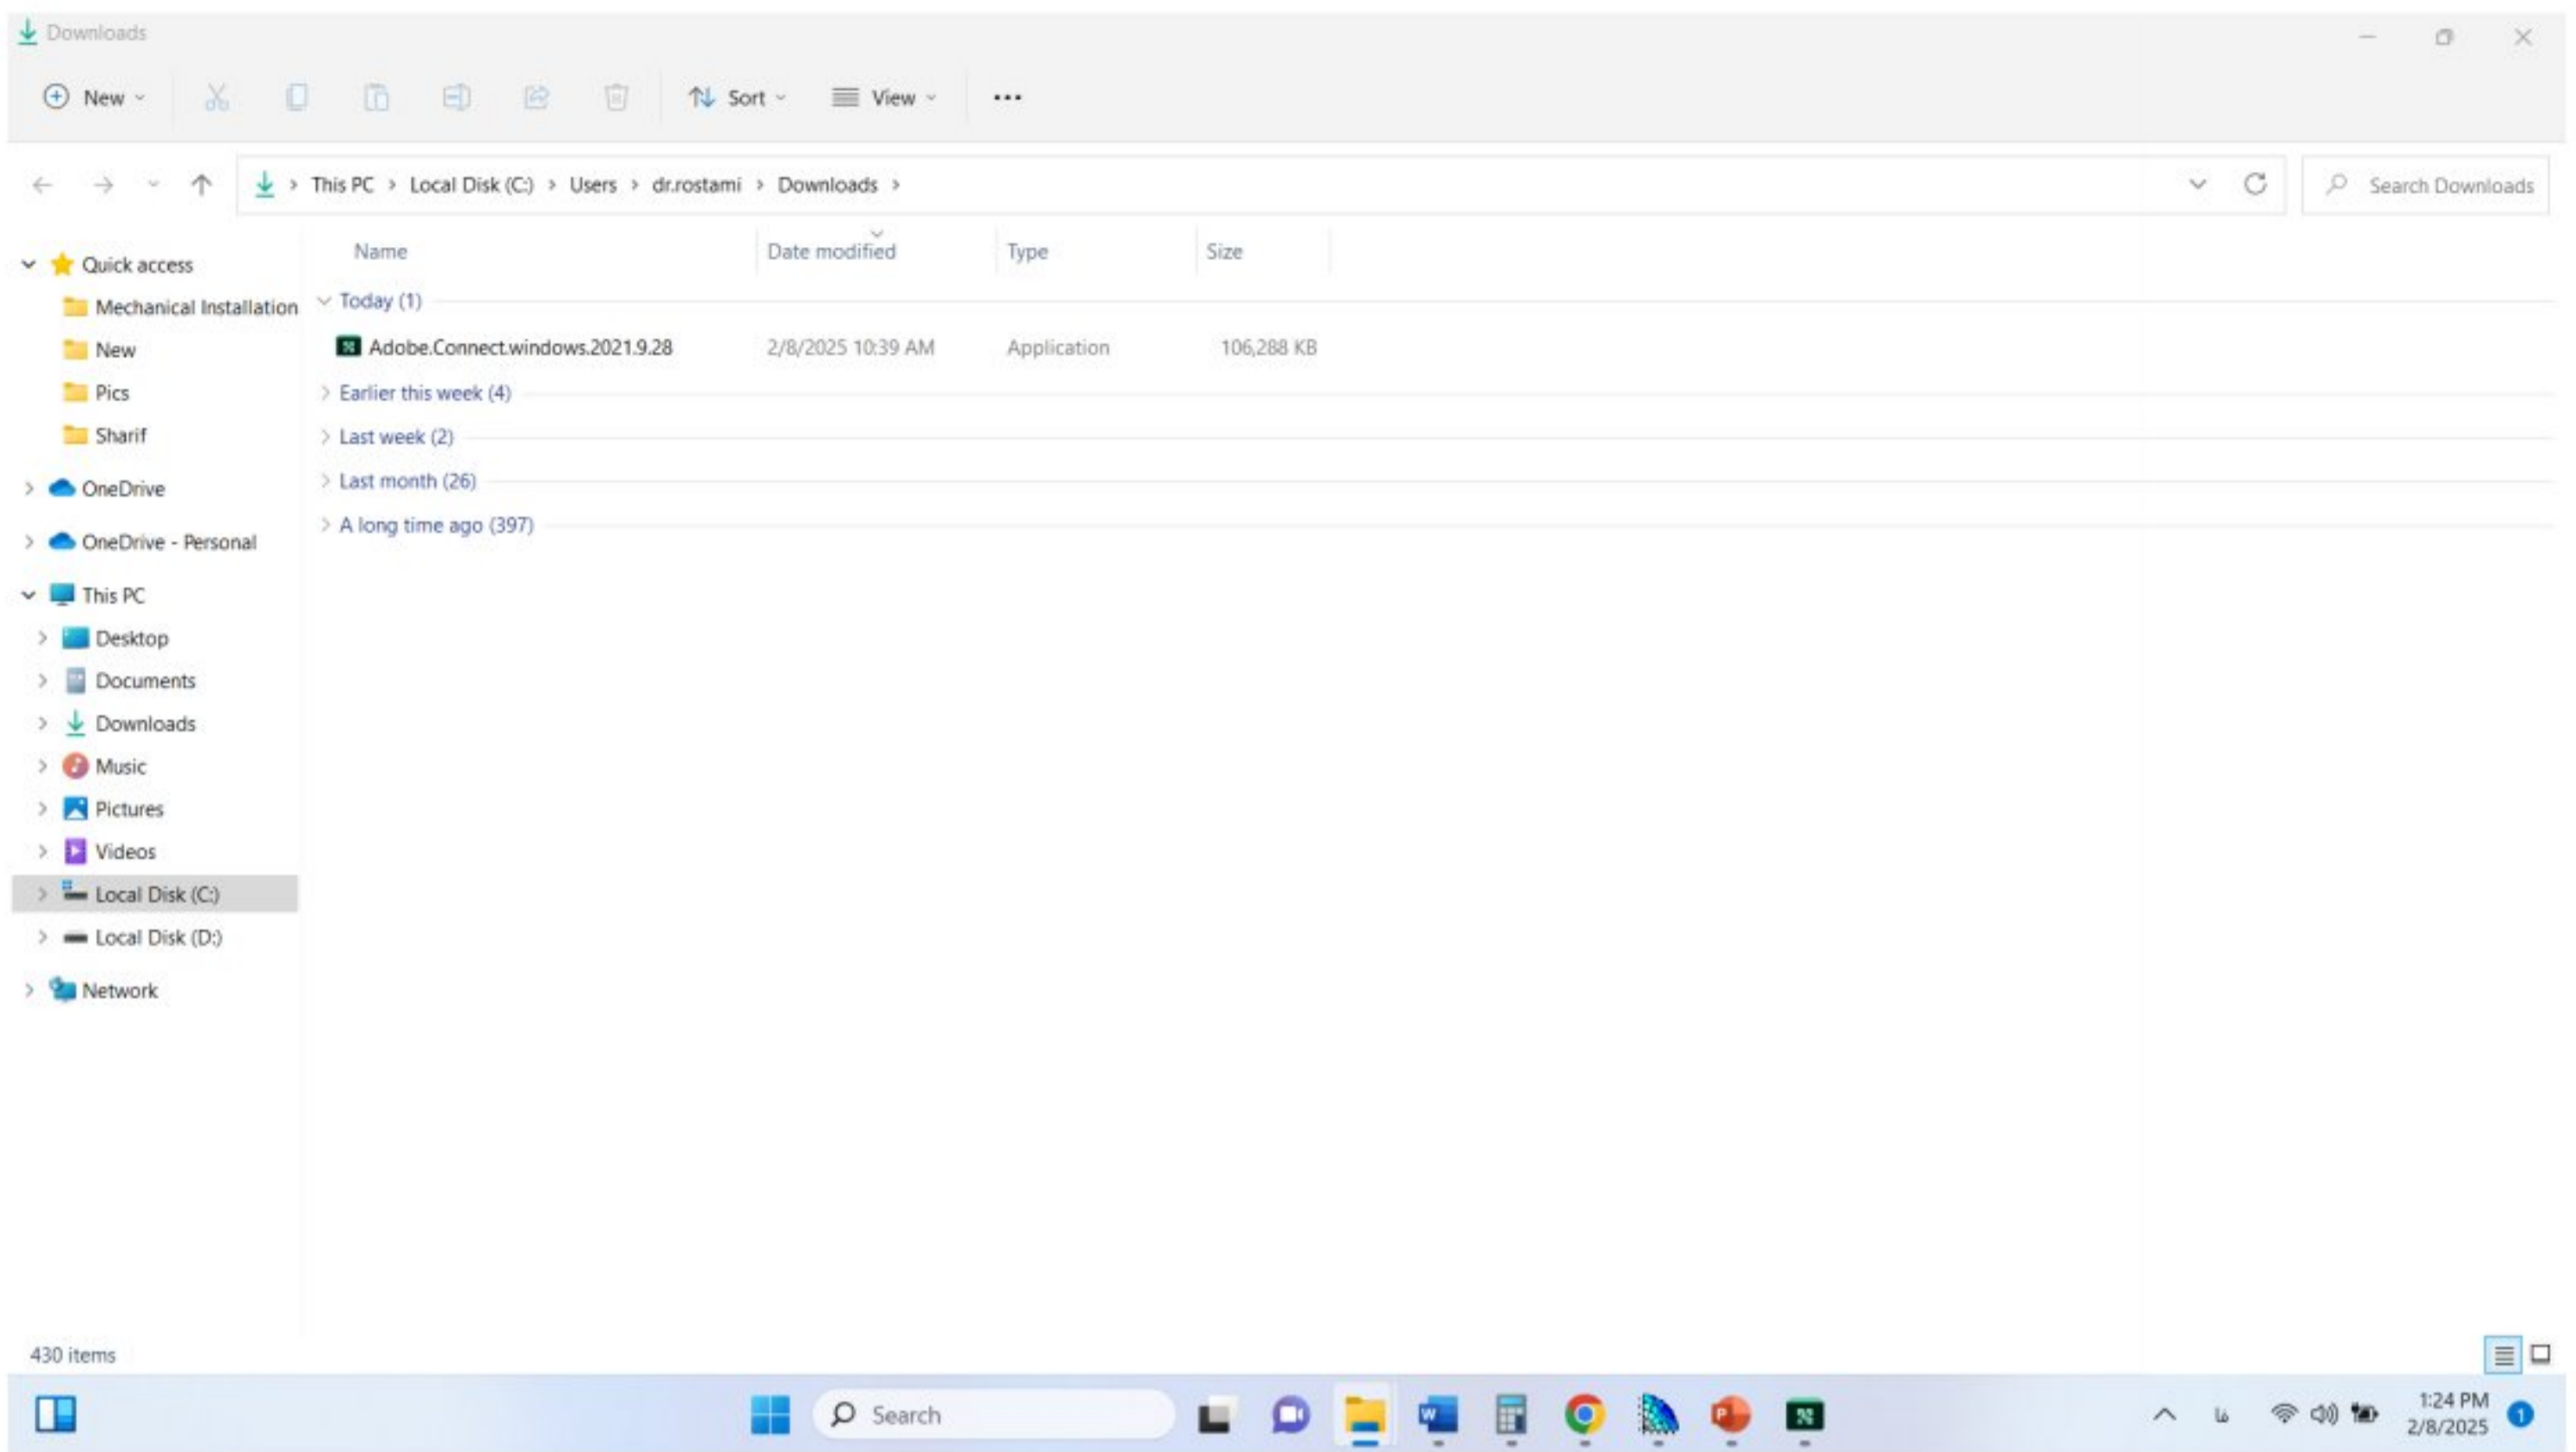 Downloads
New
Sort
View
This PC > Local Disk (C:) > Users > dr.rostami > Downloads >
Search Downloads
Quick access
Mechanical Installation
New
Pics
Sharif
OneDrive
OneDrive - Personal
This PC
Desktop
Documents
Downloads
Music
Pictures
Videos
Local Disk (C:)
Local Disk (D:)
Network
Name Date modified Type Size
Today (1)
Adobe.Connect.windows.2021.9.28 2/8/2025 10:39 AM Application 106,288 KB
Earlier this week (4)
Last week (2)
Last month (26)
A long time ago (397)
430 items
Search
فا
1:24 PM
2/8/2025
1